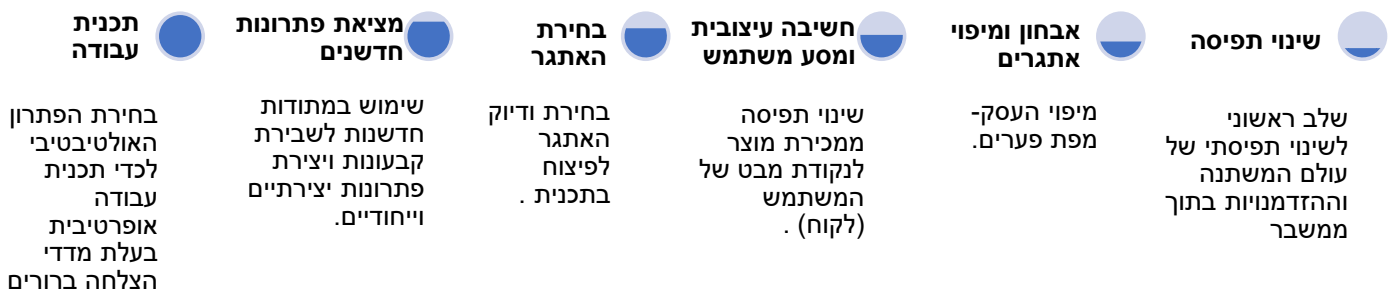 שינוי תפיסה
שלב ראשוני
לשינוי תפיסתי של
עולם המשתנה
וההזדמנויות בתוך
ממשבר
אבחון ומיפוי
אתגרים
מיפוי העסק-
מפת פערים.
חשיבה עיצובית
ומסע משתמש
שינוי תפיסה
ממכירת מוצר
לנקודת מבט של
המשתמש
(לקוח) .
בחירת
האתגר
בחירת ודיוק
האתגר
לפיצוח
בתכנית .
מציאת פתרונות
חדשנים
שימוש במתודות
חדשנות לשבירת
קבעונות ויצירת
פתרונות יצירתיים
וייחודיים.
תכנית
עבודה
בחירת הפתרון
האולטיבטיבי
לכדי תכנית
עבודה
אופרטיבית
בעלת מדדי
הצלחה ברורים